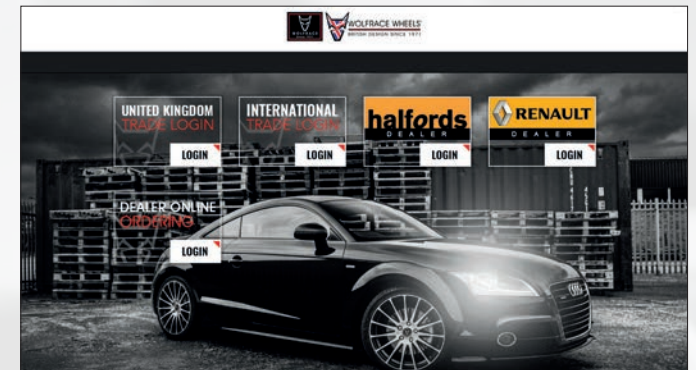 WOLFRACE WHEELS
BRITISH DESIGN SINCE 1971
WOLFRACE
UNITED KINGDOM
TRADE LOGIN
LOGIN
INTERNATIONAL
TRADE LOGIN
LOGIN
halfords
DEALER
LOGIN
RENAULT
DEALER
LOGIN
DEALER ONLINE
ORDERING
LOGIN